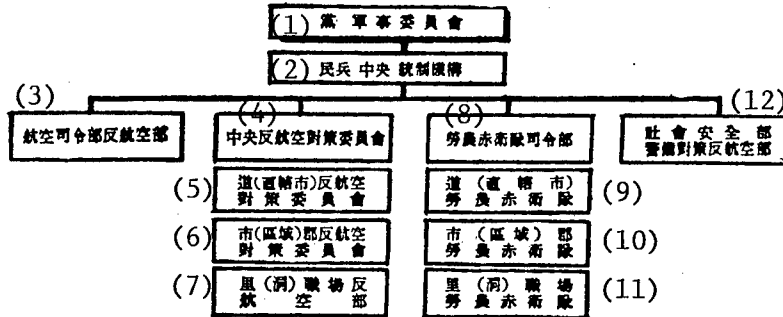 (1) 黨軍事委員會
(2) 民兵中央統制機構
(3)
航空司令部反航空部
(4)
中央反航空對策委員會
(8)
勞農赤衛隊司令部
(12)
社會安全部
警備對策反航空部
(5) 道(直轄市)反航空
對策委員會
(6) 市(區域)郡反航空
對策委員會
(7) 里(洞)職場反
航空部
道(直轄市)
勞農赤衛隊 (9)
市(區域)郡
勞農赤衛隊 (10)
里(洞)職場
勞農赤衛隊 (11)